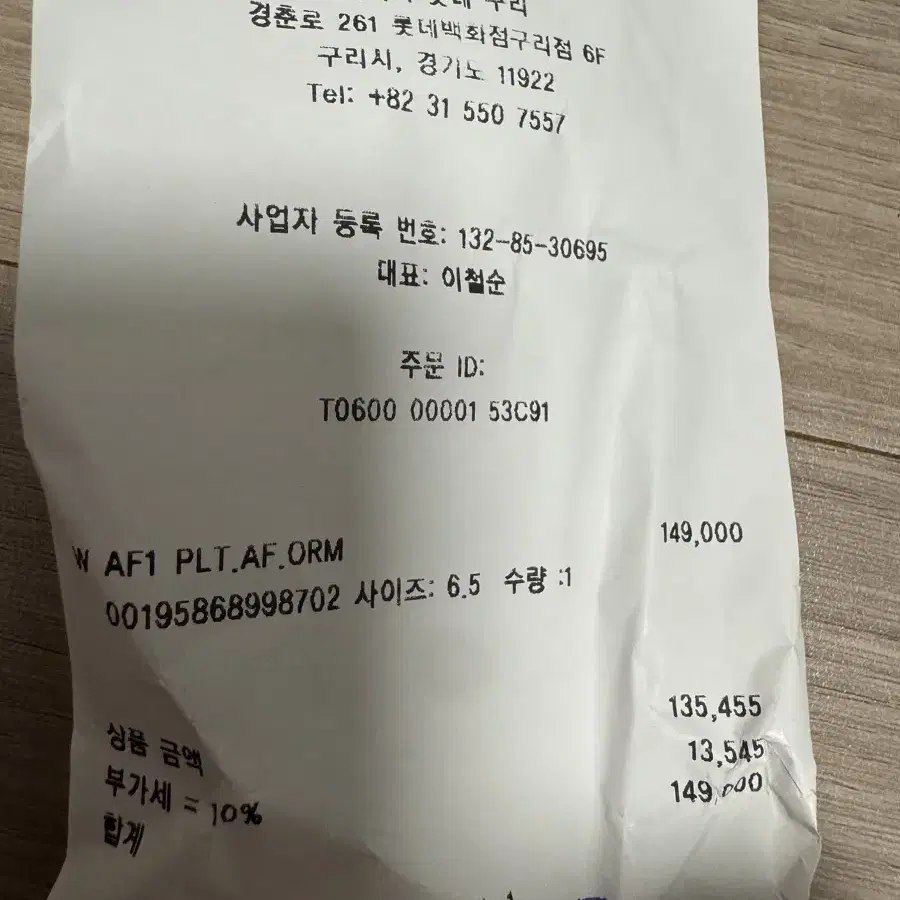 구리
경춘로 261 롯데백화점구리점 6F
구리시, 경기도 11922
Tel: +82 31 550 7557
사업자 등록 번호: 132-85-30695
대표: 이철순
주문 ID:
T0600 00001 53C91
W AF1 PLT.AF.ORM 149,000
00195868998702 사이즈: 6.5 수량 :1
상품 금액 135,455
부가세 = 10% 13,545
합계 149,000